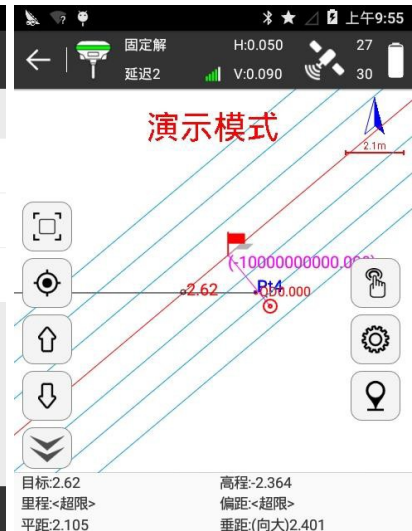 上午9:55
固定解 H:0.050 27
延迟2 V:0.090 30
演示模式
2.1m
(-10000000000.0
2.62
Pt4
0.000
目标:2.62 高程:-2.364
里程:<超限> 偏距:<超限>
平距:2.105 垂距:(向大)2.401